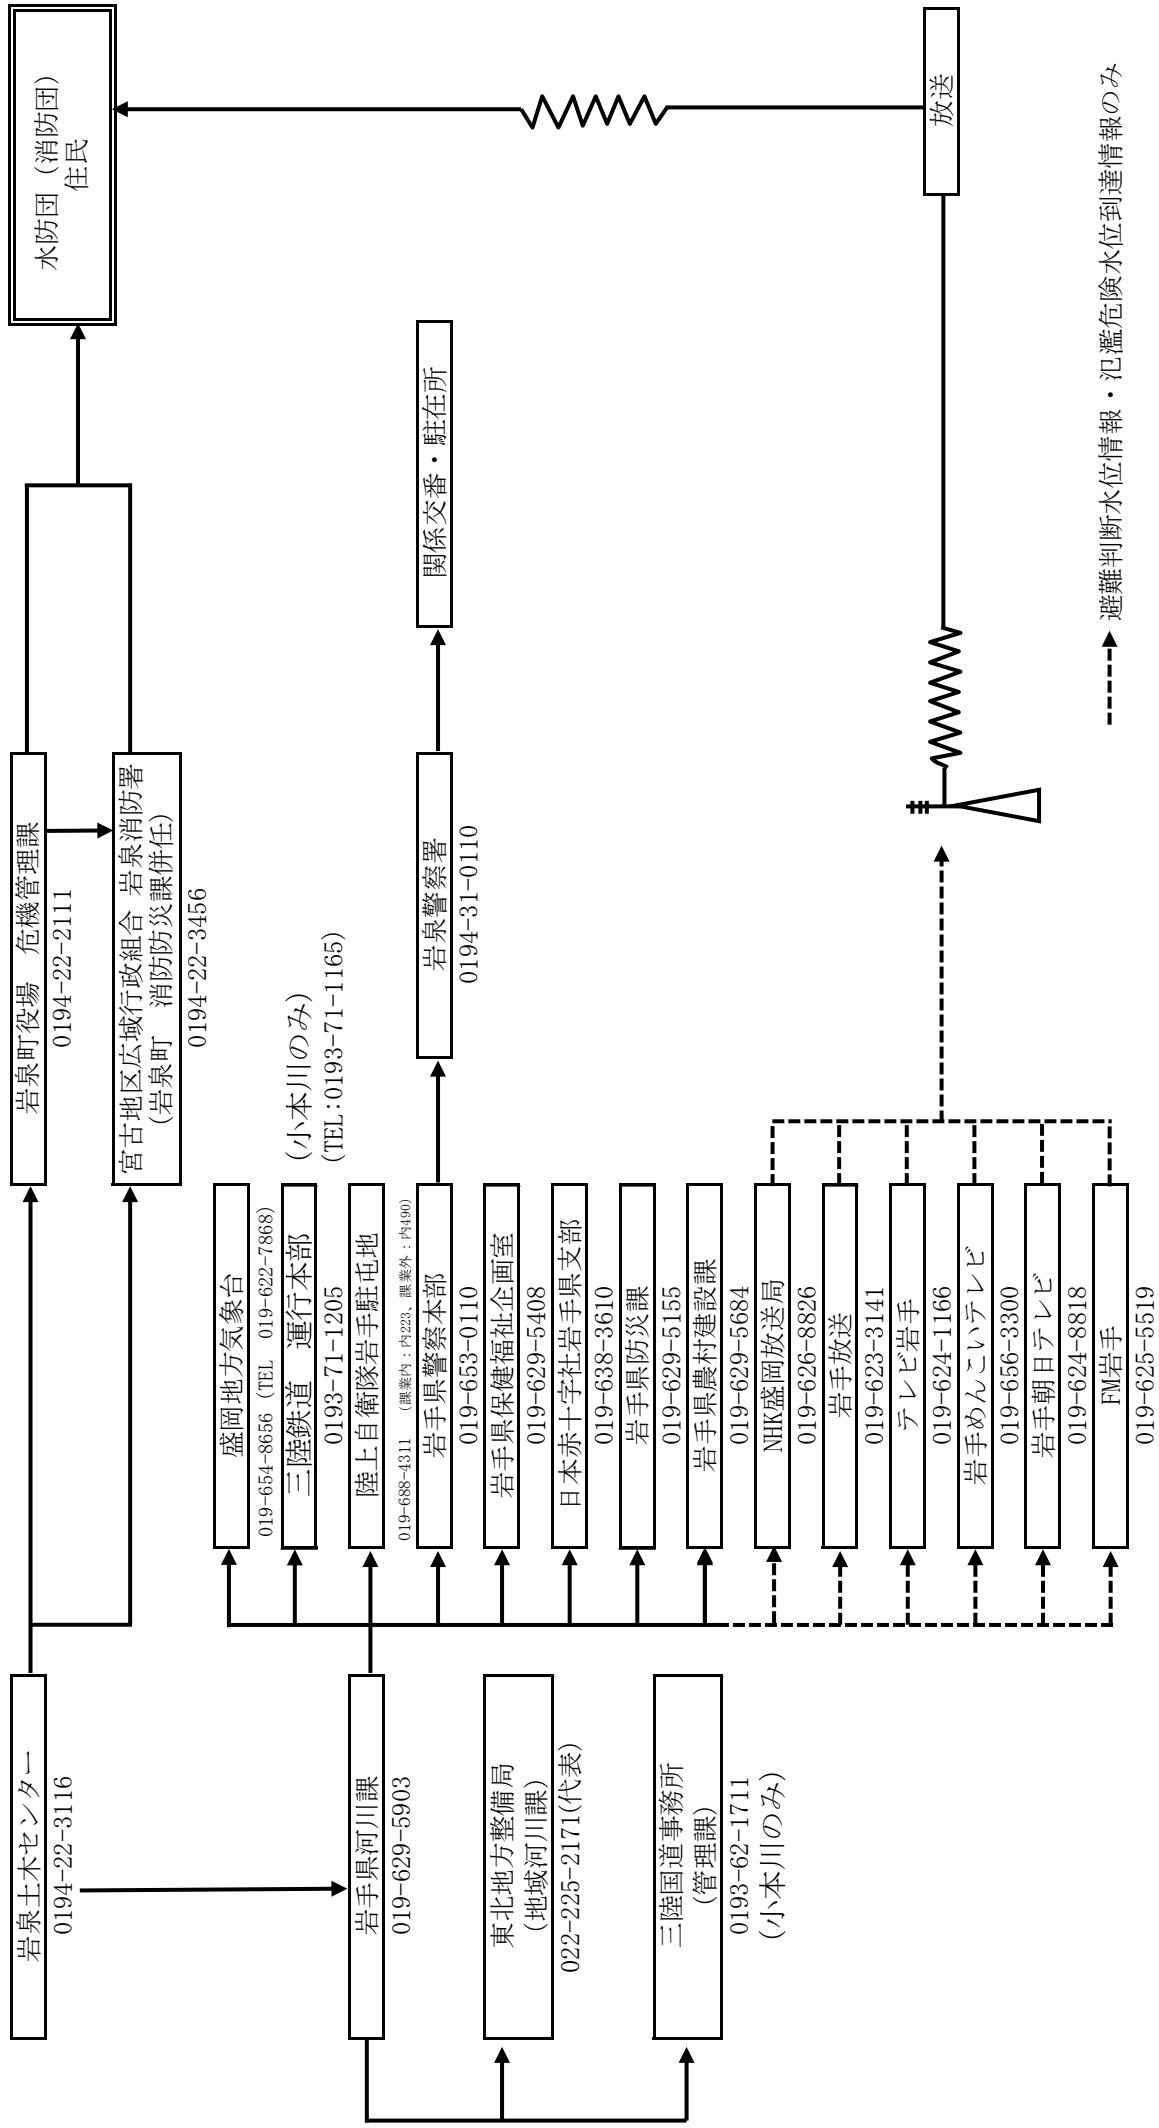 岩泉土木センター
0194-22-3116
岩手県河川課
019-629-5903
東北地方整備局
(地域河川課)
022-225-2171(代表)
三陸国道事務所
(管理課)
0193-62-1711
(小本川のみ)
岩泉町役場　危機管理課
0194-22-2111
宮古地区広域行政組合 岩泉消防署
(岩泉町　消防防災課併任)
0194-22-3456
盛岡地方気象台
019-654-8656 (TEL 019-622-7868)
三陸鉄道　運行本部
0193-71-1205
(小本川のみ)
(TEL:0193-71-1165)
陸上自衛隊岩手駐屯地
019-688-4311 (課業内：内223、課業外：内490)
岩手県警察本部
019-653-0110
岩手県保健福祉企画室
019-629-5408
日本赤十字社岩手県支部
019-638-3610
岩手県防災課
019-629-5155
岩手県農村建設課
019-629-5684
NHK盛岡放送局
019-626-8826
岩手放送
019-623-3141
テレビ岩手
019-624-1166
岩手めんこいテレビ
019-656-3300
岩手朝日テレビ
019-624-8818
FM岩手
019-625-5519
岩泉警察署
0194-31-0110
関係交番・駐在所
水防団（消防団）
住民
放送
避難判断水位情報・氾濫危険水位到達情報のみ